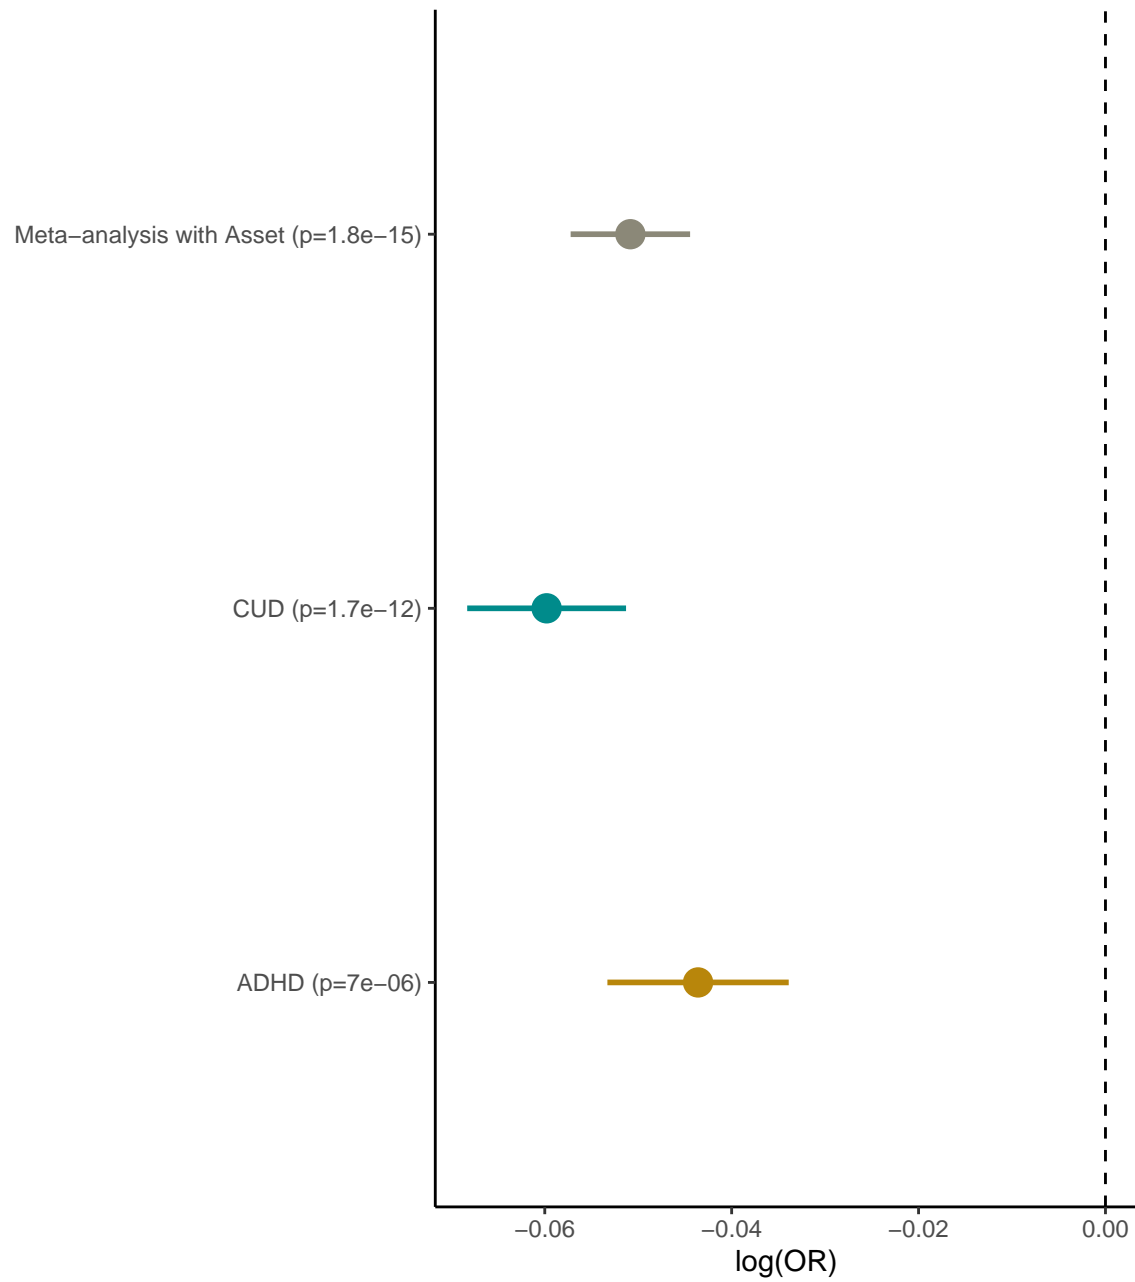 Meta−analysis with Asset (p=1.8e−15)
CUD (p=1.7e−12)
ADHD (p=7e−06)
−0.06 −0.04 −0.02 0.00
log(OR)